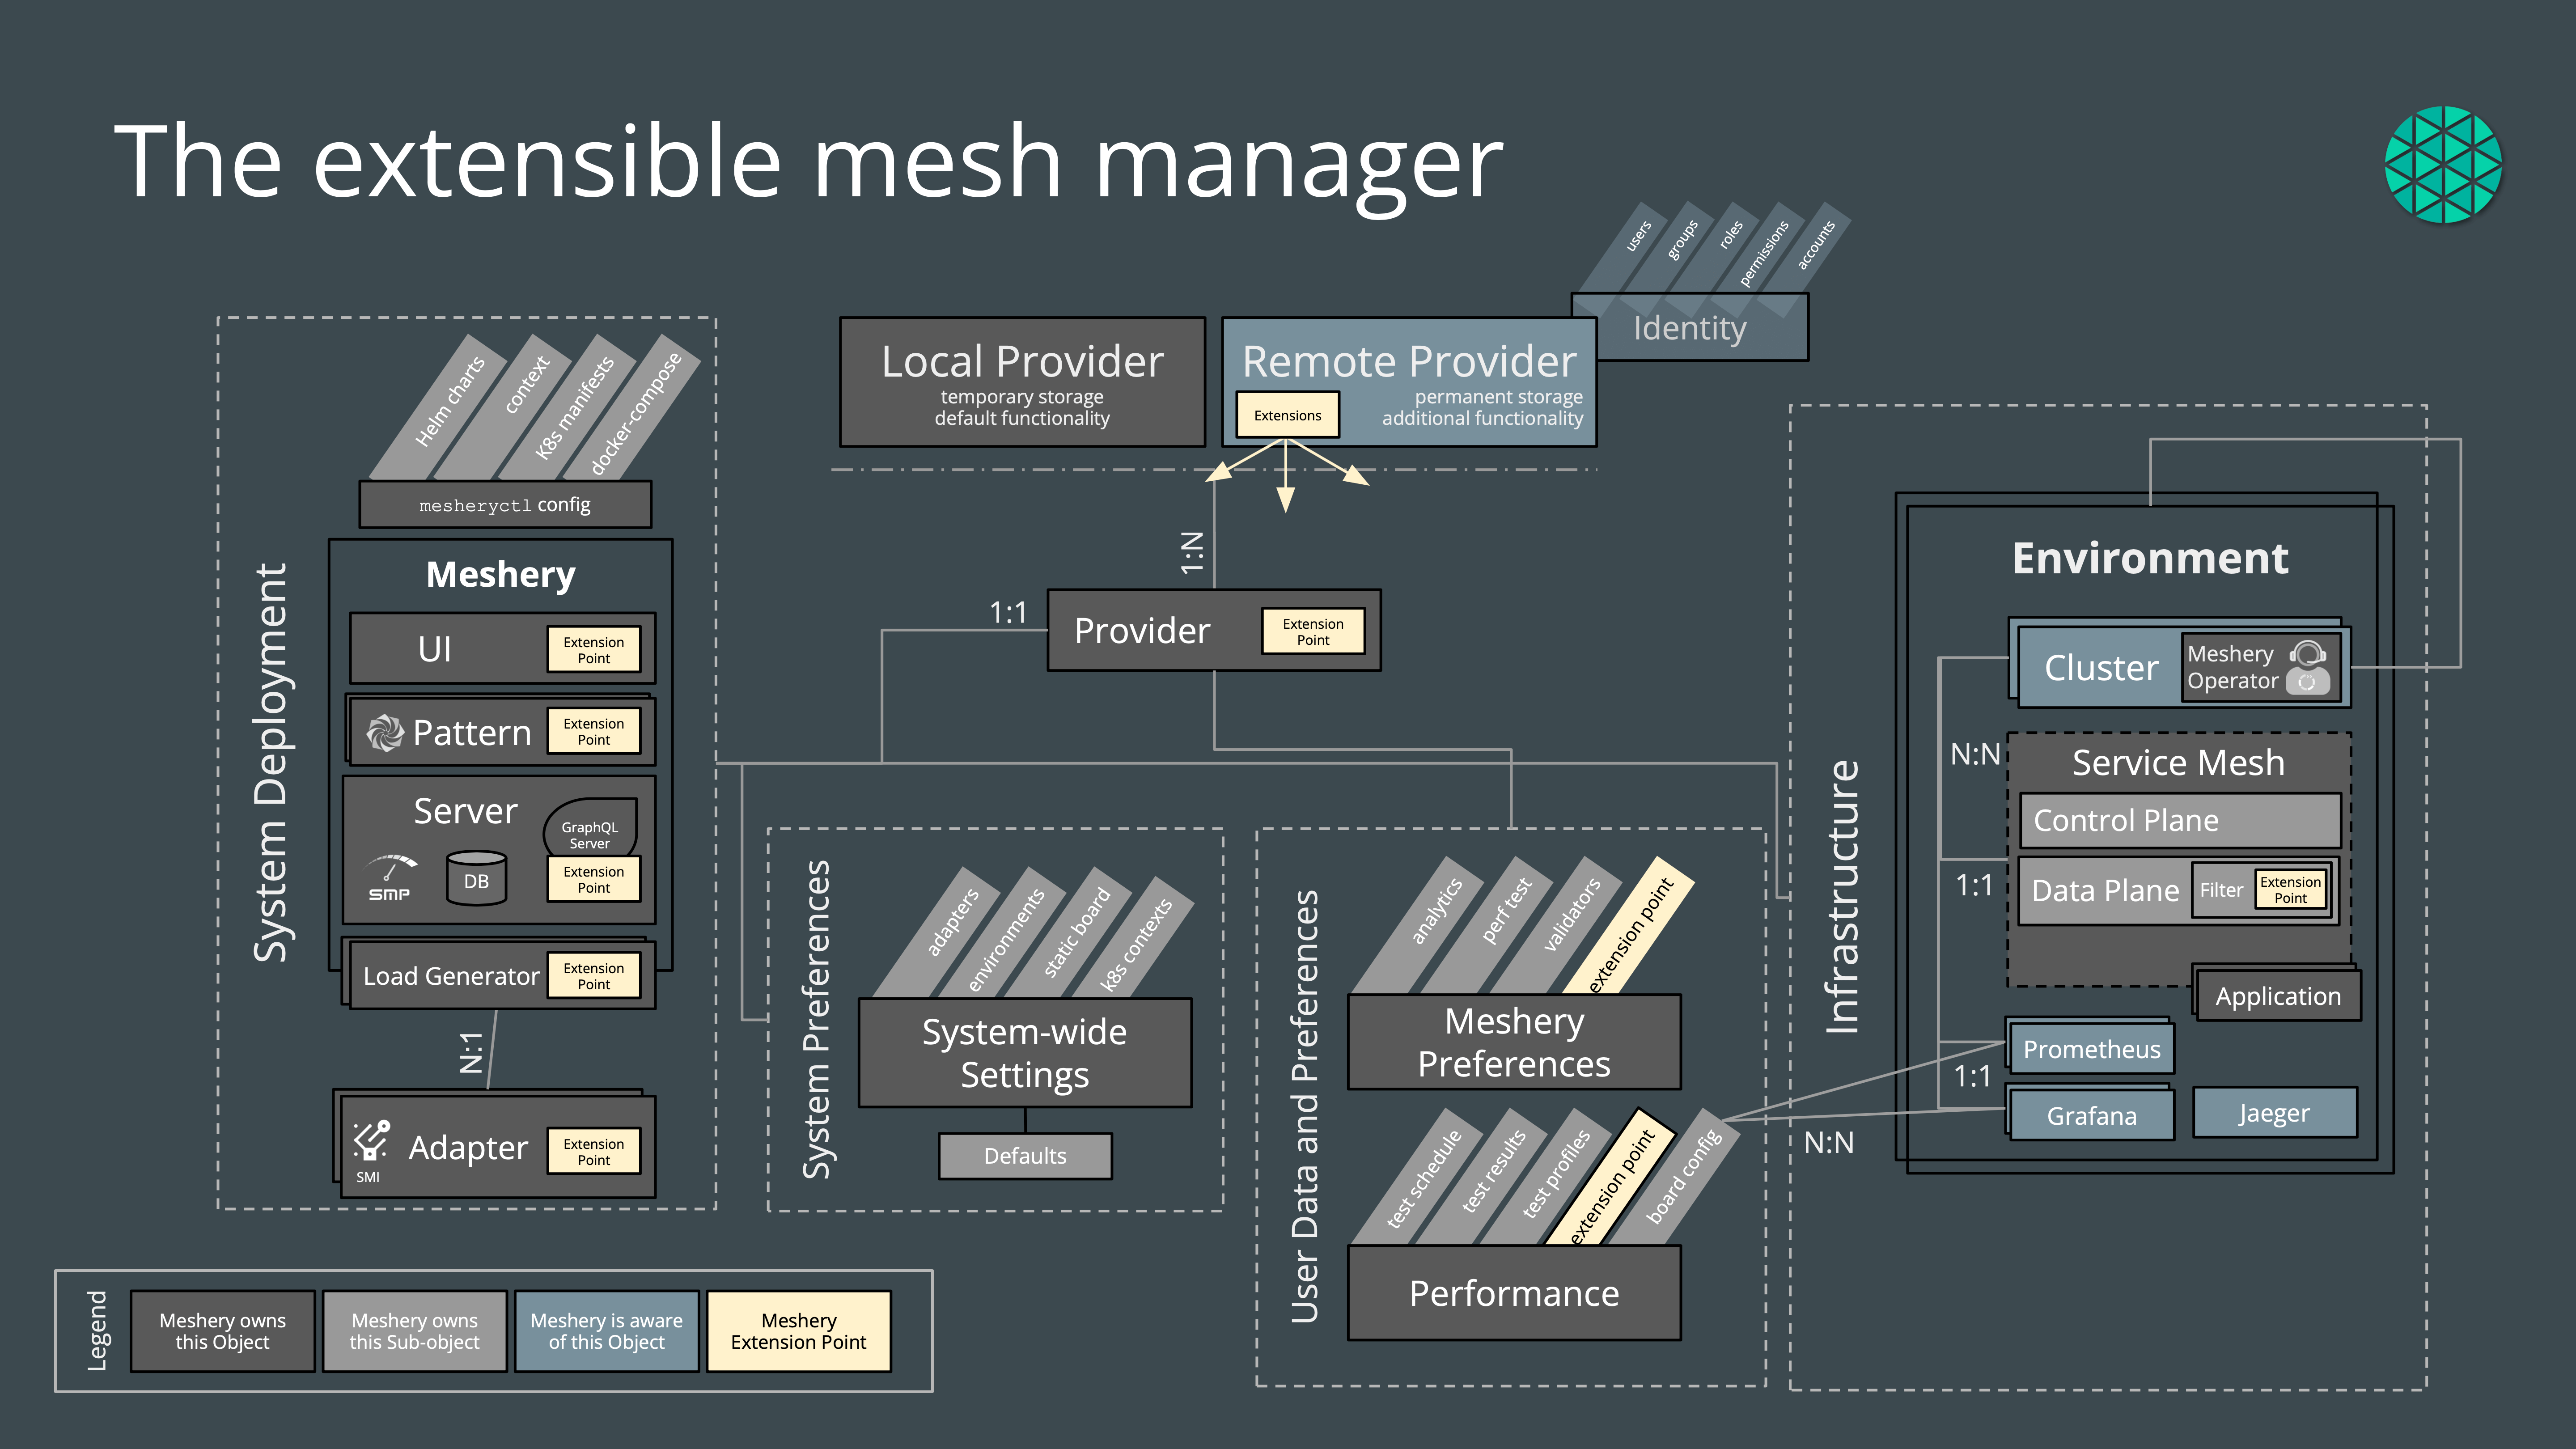 The extensible mesh manager
users
groups
roles
permissions
accounts
Identity
Local Provider
temporary storage
default functionality
Remote Provider
Extensions
permanent storage
additional functionality
1:N
1:1
Provider
Extension
Point
System Deployment
Helm charts
context
K8s manifests
docker-compose
mesheryctl config
Meshery
UI
Extension
Point
Pattern
Extension
Point
Server
GraphQL
Server
SMP
DB
Extension
Point
Load Generator
Extension
Point
N:1
Adapter
SMI
Extension
Point
System Preferences
adapters
environments
static board
k8s contexts
System-wide
Settings
Defaults
User Data and Preferences
analytics
perf test
validators
extension point
Meshery
Preferences
test schedule
test results
test profiles
extension point
board config
Performance
N:N
Infrastructure
Environment
Cluster
Meshery
Operator
N:N
Service Mesh
Control Plane
1:1
Data Plane
Filter
Extension
Point
Application
Prometheus
1:1
Grafana
Jaeger
Legend
Meshery owns
this Object
Meshery owns
this Sub-object
Meshery is aware
of this Object
Meshery
Extension Point